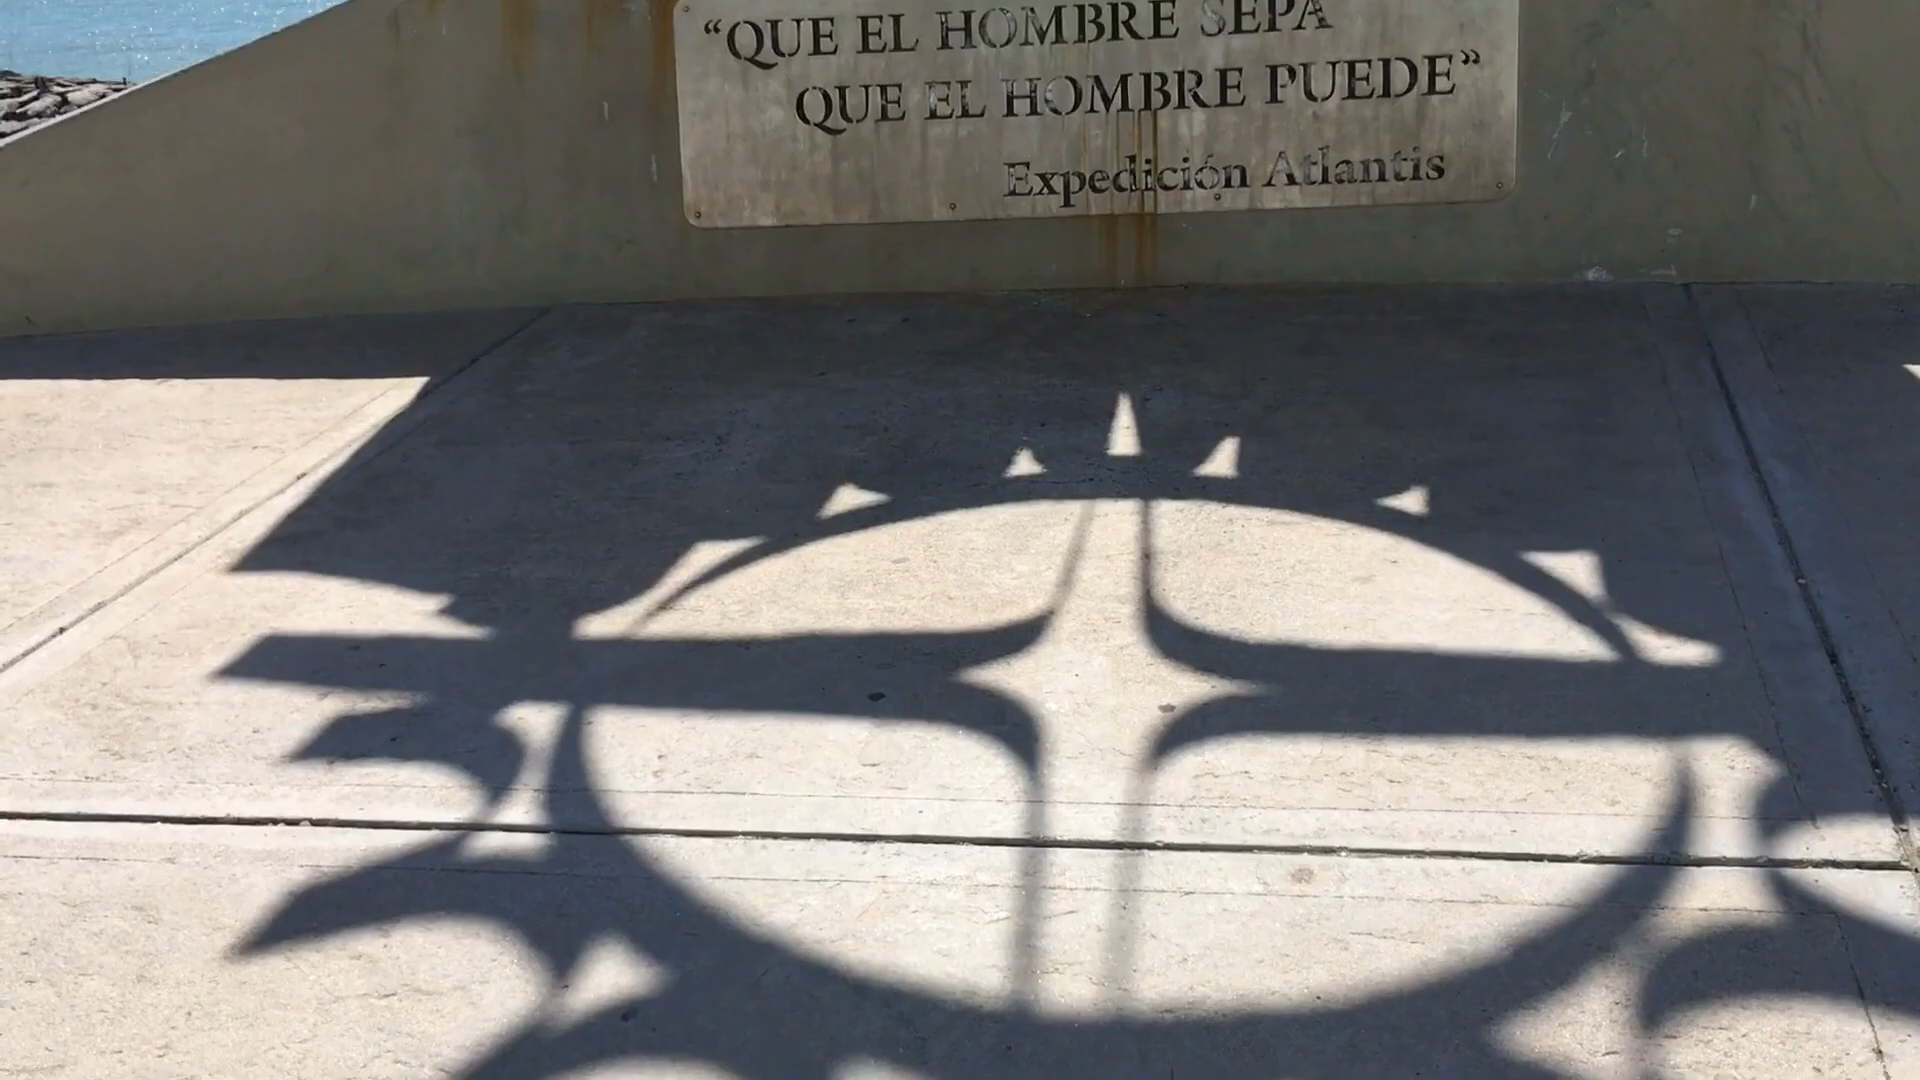 “QUE EL HOMBRE SEPA
QUE EL HOMBRE PUEDE”
Expedición Atlantis